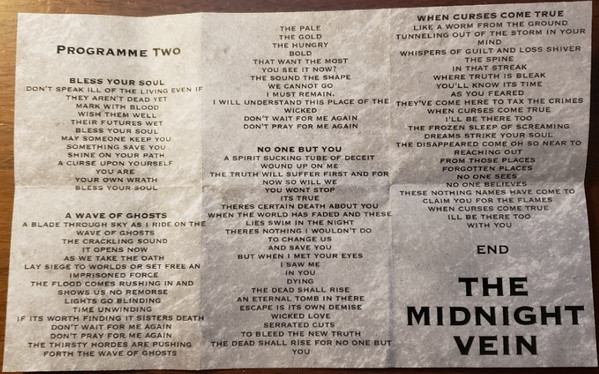 PROGRAMME TWO
BLESS YOUR SOUL
DON'T SPEAK ILL OF THE LIVING EVEN IF
THEY AREN'T DEAD YET
MARK WITH BLOOD
WISH THEM WELL
THEIR FUTURES WET
BLESS YOUR SOUL
MAY SOMEONE KEEP YOU
SOMETHING SAVE YOU
SHINE ON YOUR PATH
A CURSE UPON YOURSELF
YOU ARE
YOUR OWN WRATH
BLESS YOUR SOUL
A WAVE OF GHOSTS
A BLADE THROUGH SKY AS I RIDE ON THE
WAVE OF GHOSTS
THE CRACKLING SOUND
IT OPENS NOW
AS WE TAKE THE OATH
LAY SIEGE TO WORLDS OR SET FREE AN
IMPRISONED FORCE
THE FLOOD COMES RUSHING IN AND
SHOWS US NO REMORSE
LIGHTS GO BLINDING
TIME UNWINDING
IF ITS WORTH FINDING IT SISTERS DEATH
DON'T WAIT FOR ME AGAIN
DON'T PRAY FOR ME AGAIN
THE THIRSTY HORDES ARE PUSHING
FORTH THE WAVE OF GHOSTS
THE PALE
THE GOLD
THE HUNGRY
BOLD
THAT WANT THE MOST
YOU SEE IT NOW?
THE SOUND THE SHAPE
WE CANNOT GO
I MUST REMAIN.
I WILL UNDERSTAND THIS PLACE OF THE
WICKED
DON'T WAIT FOR ME AGAIN
DON'T PRAY FOR ME AGAIN
NO ONE BUT YOU
A SPIRIT SUCKING TUBE OF DECEIT
WOUND UP ON ME
THE TRUTH WILL SUFFER FIRST AND FOR
NOW SO WILL WE
YOU WONT STOP
ITS TRUE
THERES CERTAIN DEATH ABOUT YOU
WHEN THE WORLD HAS FADED AND THESE
LIES SWIM IN THE NIGHT
THERES NOTHING I WOULDN'T DO
TO CHANGE US
AND SAVE YOU
BUT WHEN I MET YOUR EYES
I SAW ME
IN YOU
DYING
THE DEAD SHALL RISE
AN ETERNAL TOMB IN THERE
ESCAPE IS ITS OWN DEMISE
WICKED LOVE
SERRATED CUTS
TO BLEED THE NEW TRUTH
THE DEAD SHALL RISE FOR NO ONE BUT
YOU
WHEN CURSES COME TRUE
LIKE A WORM FROM THE GROUND
TUNNELING OUT OF THE STORM IN YOUR
MIND
WHISPERS OF GUILT AND LOSS SHIVER
THE SPINE
IN THAT STREAK
WHERE TRUTH IS BLEAK
YOU'LL KNOW ITS TIME
AS YOU FEARED
THEY'VE COME HERE TO TAX THE CRIMES
WHEN CURSES COME TRUE
I'LL BE THERE TOO
THE FROZEN SLEEP OF SCREAMING
DREAMS STRIKE YOUR SOUL
THE DISAPPEARED COME OH SO NEAR TO
REACHING OUT
FROM THOSE PLACES
FORGOTTEN PLACES
NO ONE SEES
NO ONE BELIEVES
THESE NOTHING NAMES HAVE COME TO
CLAIM YOU FOR THE FLAMES
WHEN CURSES COME TRUE
ILL BE THERE TOO
WITH YOU
END
THE
MIDNIGHT
VEIN